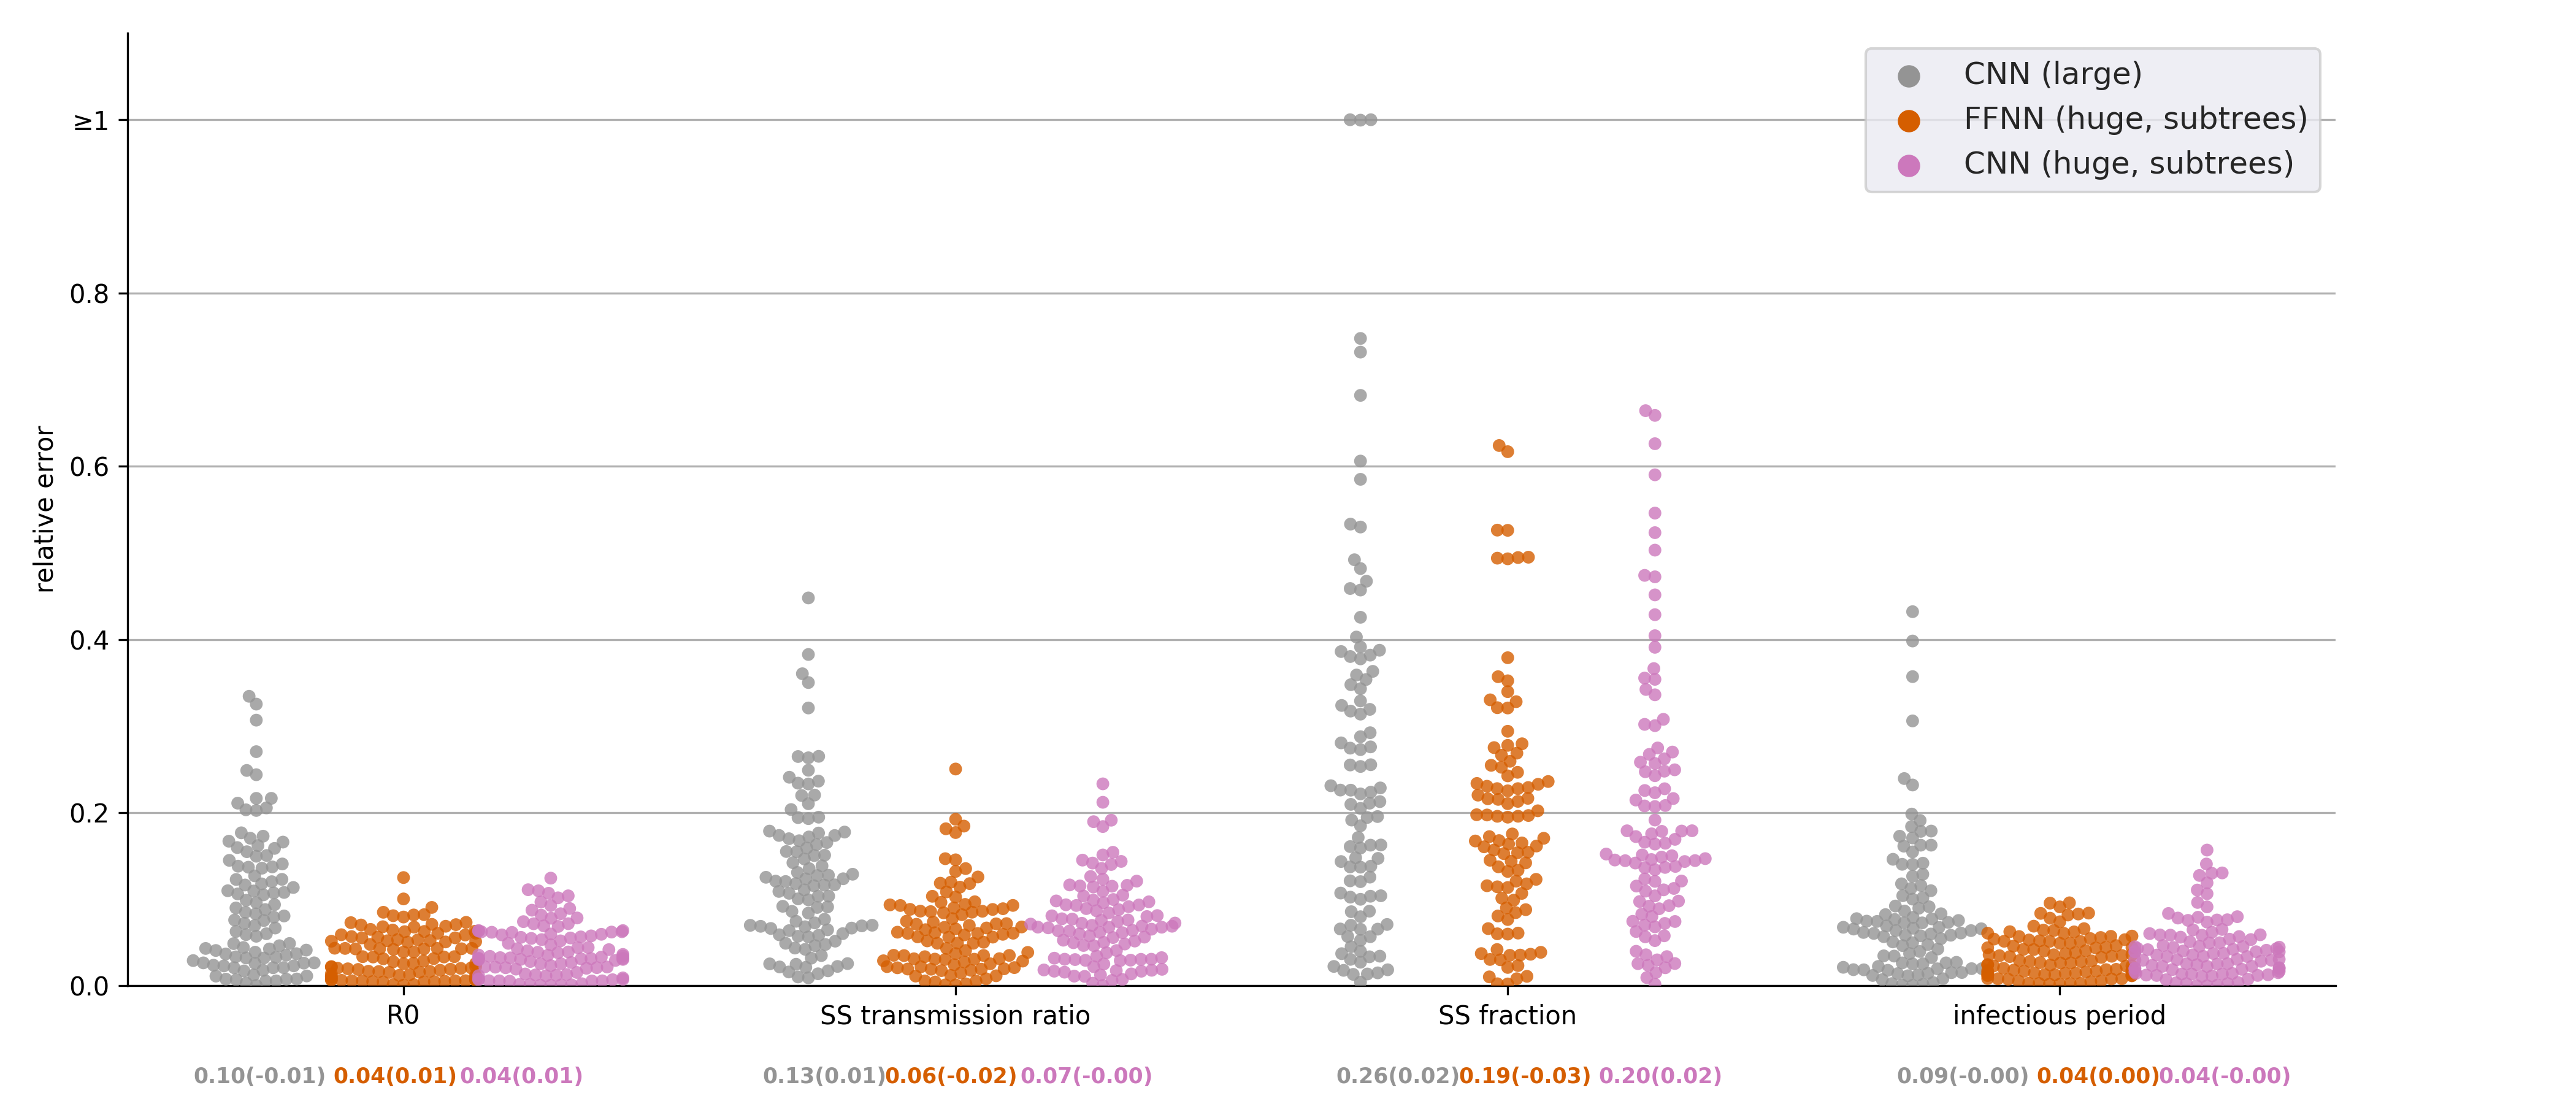 CNN (large)
FFNN (huge, subtrees)
CNN (huge, subtrees)
≥1
0.8
0.6
0.4
0.2
0.0
relative error
R0 SS transmission ratio SS fraction infectious period
0.10(-0.01) 0.04(0.01) 0.04(0.01) 0.13(0.01) 0.06(-0.02) 0.07(-0.00) 0.26(0.02) 0.19(-0.03) 0.20(0.02) 0.09(-0.00) 0.04(0.00) 0.04(-0.00)